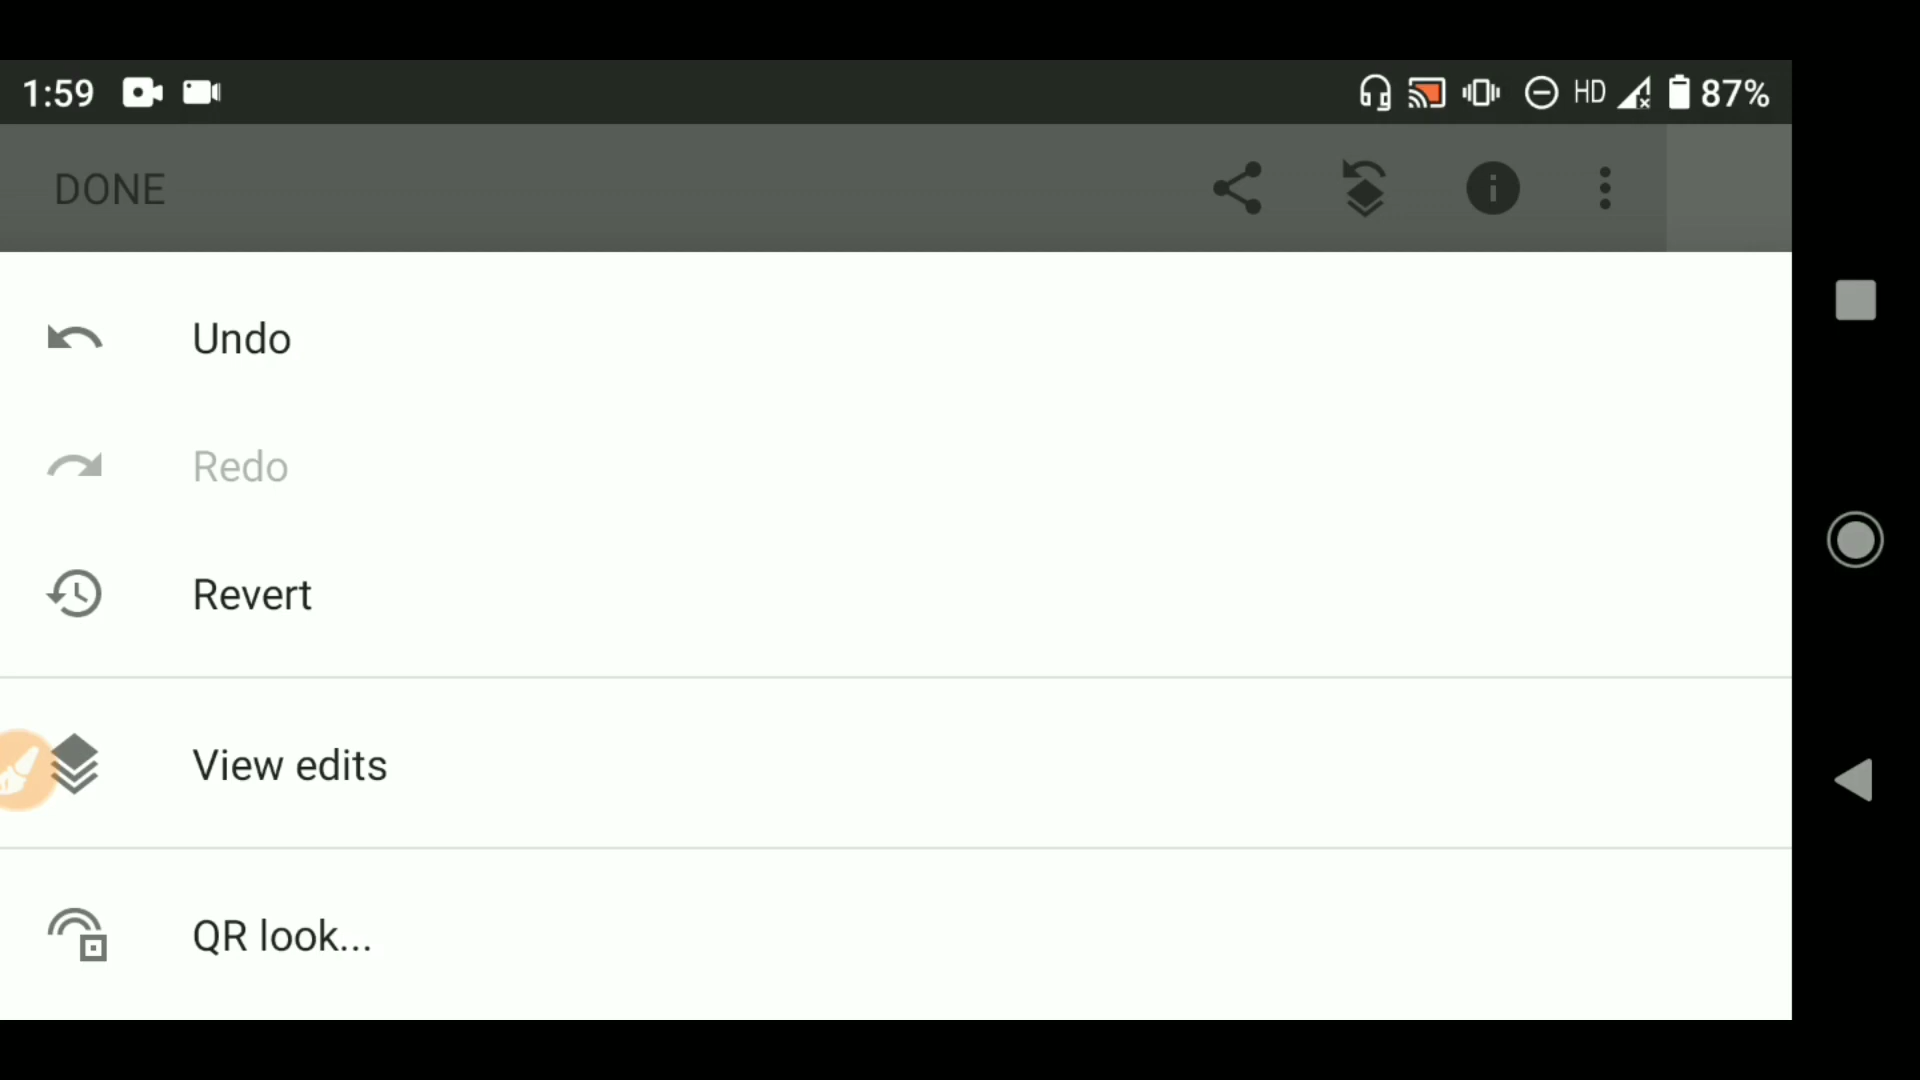 1:59 HD 87%
DONE
Undo
Redo
Revert
View edits
QR look...